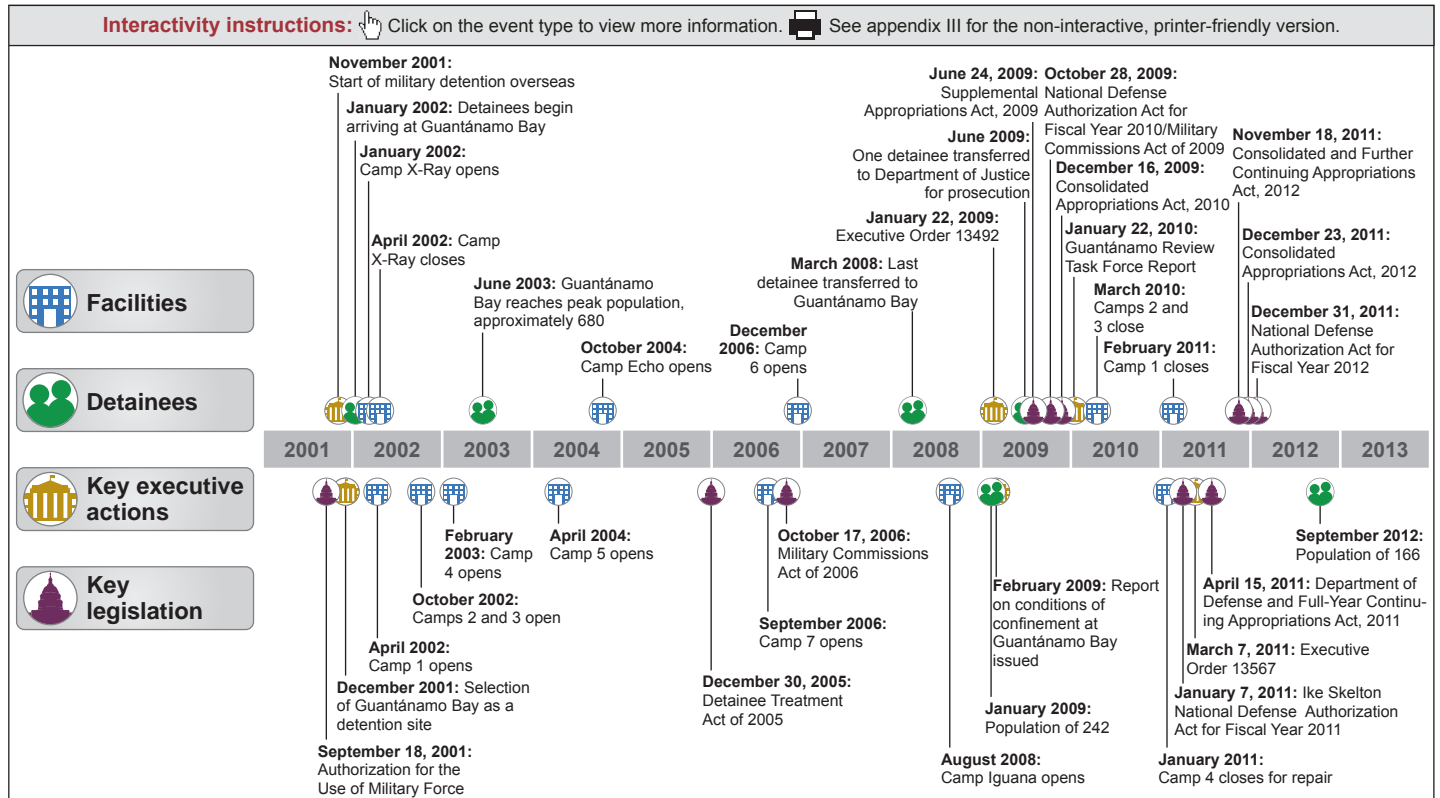 Interactivity instructions: Click on the event type to view more information. See appendix III for the non-interactive, printer-friendly version.
November 2001:
Start of military detention overseas
January 2002: Detainees begin
arriving at Guantánamo Bay
January 2002:
Camp X-Ray opens
April 2002: Camp
X-Ray closes
June 2003: Guantánamo
Bay reaches peak population,
approximately 680
October 2004:
Camp Echo opens
December
2006: Camp
6 opens
March 2008: Last
detainee transferred to
Guantánamo Bay
January 22, 2009:
Executive Order 13492
June 2009:
One detainee transferred
to Department of Justice
for prosecution
June 24, 2009:
Supplemental
Appropriations Act, 2009
October 28, 2009:
National Defense
Authorization Act for
Fiscal Year 2010/Military
Commissions Act of 2009
December 16, 2009:
Consolidated
Appropriations Act, 2010
January 22, 2010:
Guantánamo Review
Task Force Report
March 2010:
Camps 2 and
3 close
February 2011:
Camp 1 closes
November 18, 2011:
Consolidated and Further
Continuing Appropriations
Act, 2012
December 23, 2011:
Consolidated
Appropriations Act, 2012
December 31, 2011:
National Defense
Authorization Act for
Fiscal Year 2012
Facilities
Detainees
Key executive
actions
Key
legislation
2001 2002 2003 2004 2005 2006 2007 2008 2009 2010 2011 2012 2013
September 18, 2001:
Authorization for the
Use of Military Force
December 2001: Selection
of Guantánamo Bay as a
detention site
April 2002:
Camp 1 opens
October 2002:
Camps 2 and 3 open
February
2003: Camp
4 opens
April 2004:
Camp 5 opens
December 30, 2005:
Detainee Treatment
Act of 2005
September 2006:
Camp 7 opens
October 17, 2006:
Military Commissions
Act of 2006
August 2008:
Camp Iguana opens
January 2009:
Population of 242
February 2009: Report
on conditions of
confinement at
Guantánamo Bay
issued
January 2011:
Camp 4 closes for repair
January 7, 2011: Ike Skelton
National Defense Authorization
Act for Fiscal Year 2011
March 7, 2011: Executive
Order 13567
April 15, 2011: Department of
Defense and Full-Year Continu-
ing Appropriations Act, 2011
September 2012:
Population of 166